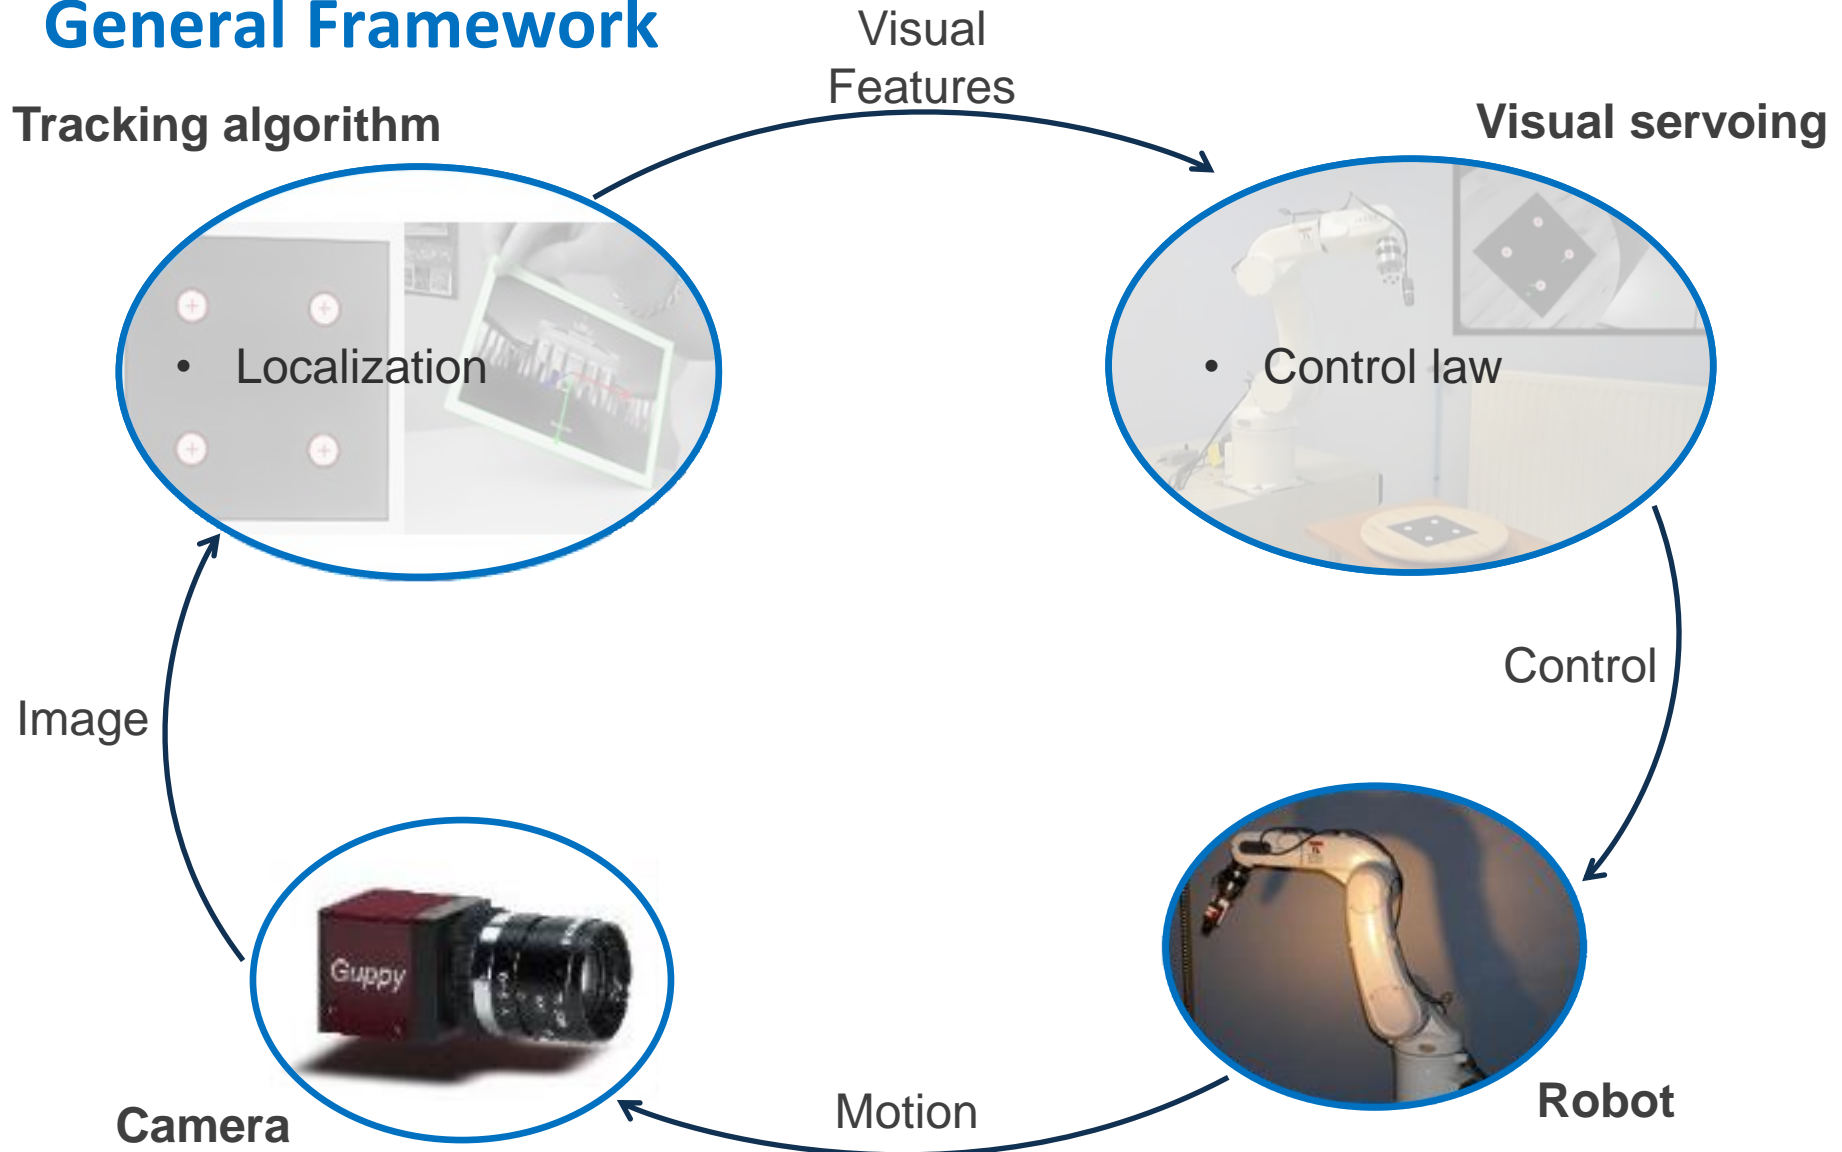 General Framework
Visual
Features
Tracking algorithm
Visual servoing
• Localization
• Control law
Control
Image
Guppy
Robot
Motion
Camera